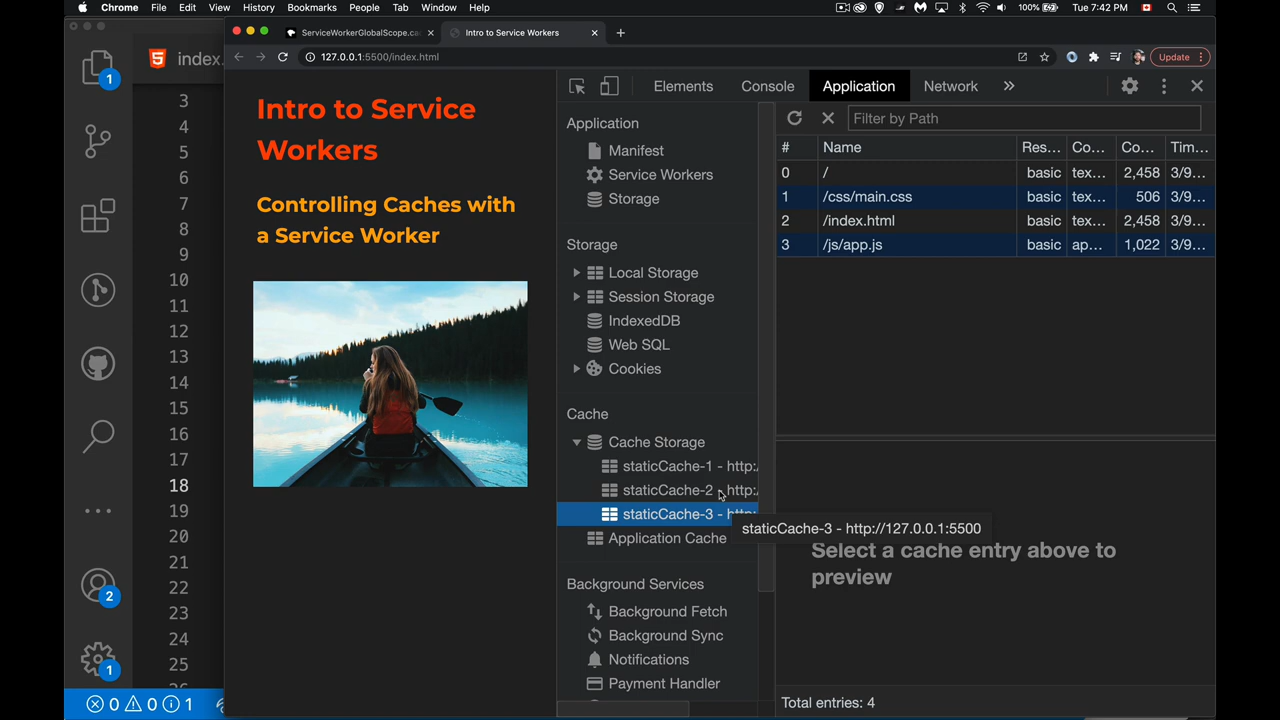 Chrome File Edit View History Bookmarks People Tab Window Help
100% Tue 7:42 PM
ServiceWorkerGlobalScope.ca
Intro to Service Workers
127.0.0.1:5500/index.html
Update
1
index.
3
4
5
6
7
8
9
10
11
12
13
14
15
16
17
18
19
20
21
22
23
24
25
2
1
0 0 1
Intro to Service
Workers
Controlling Caches with
a Service Worker
Elements Console Application Network
Application
Manifest
Service Workers
Storage
Storage
Local Storage
Session Storage
IndexedDB
Web SQL
Cookies
Cache
Cache Storage
staticCache-1 - http:/
staticCache-2 - http:/
staticCache-3 - http:
staticCache-3 - http://127.0.0.1:5500
Application Cache
Background Services
Background Fetch
Background Sync
Notifications
Payment Handler
Filter by Path
# Name Res... Co... Co... Tim...
0 / basic tex... 2,458 3/9...
1 /css/main.css basic tex... 506 3/9...
2 /index.html basic tex... 2,458 3/9...
3 /js/app.js basic ap... 1,022 3/9...
Select a cache entry above to
preview
Total entries: 4